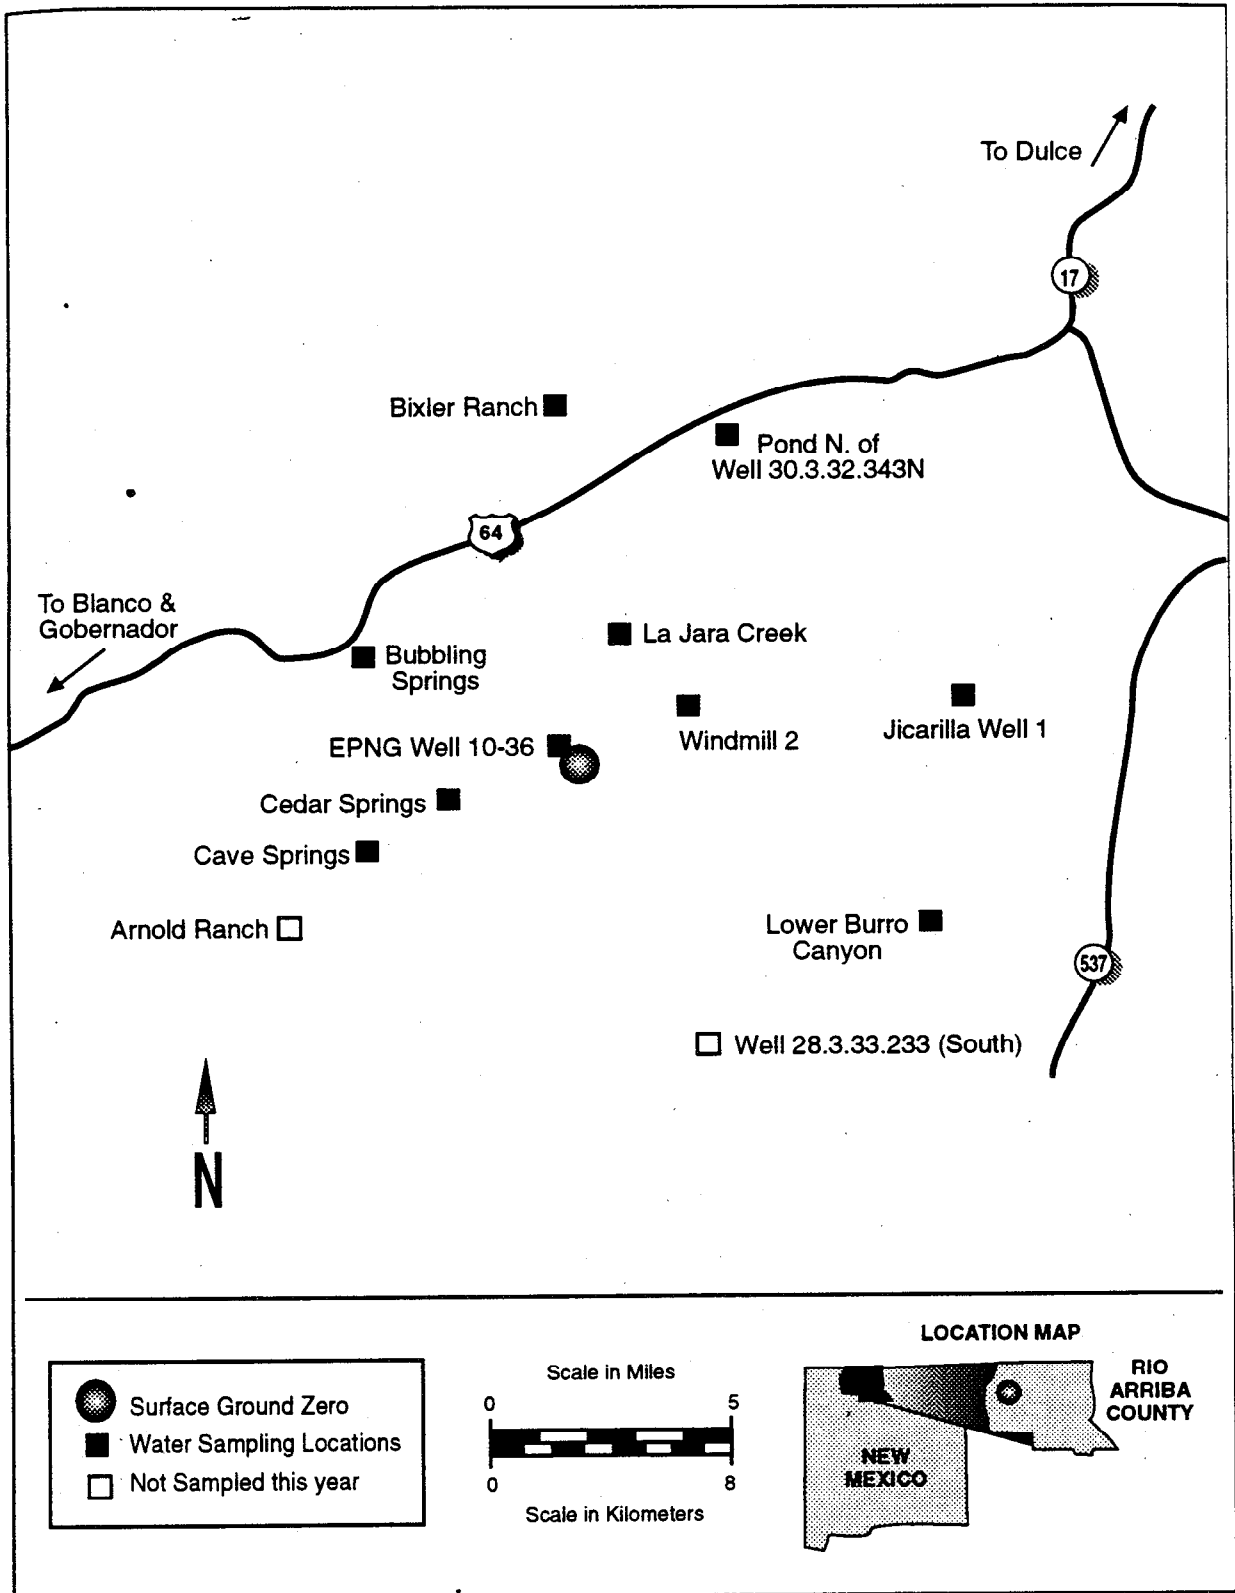 To Dulce
17
Bixler Ranch
Pond N. of
Well 30.3.32.343N
64
To Blanco &
Gobernador
La Jara Creek
Bubbling
Springs
Jicarilla Well 1
Windmill 2
EPNG Well 10-36
Cedar Springs
Cave Springs
Arnold Ranch
Lower Burro
Canyon
537
Well 28.3.33.233 (South)
N
LOCATION MAP
Surface Ground Zero
Water Sampling Locations
Not Sampled this year
Scale in Miles
0 5
0 8
Scale in Kilometers
RIO
ARRIBA
COUNTY
NEW
MEXICO